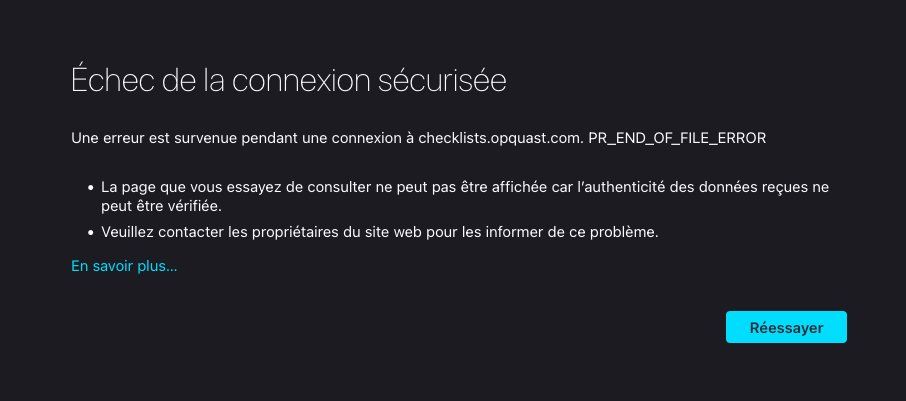 Échec de la connexion sécurisée
Une erreur est survenue pendant une connexion à checklists.opquast.com. PR_END_OF_FILE_ERROR
• La page que vous essayez de consulter ne peut pas être affichée car l’authenticité des données reçues ne
peut être vérifiée.
• Veuillez contacter les propriétaires du site web pour les informer de ce problème.
En savoir plus...
Réessayer